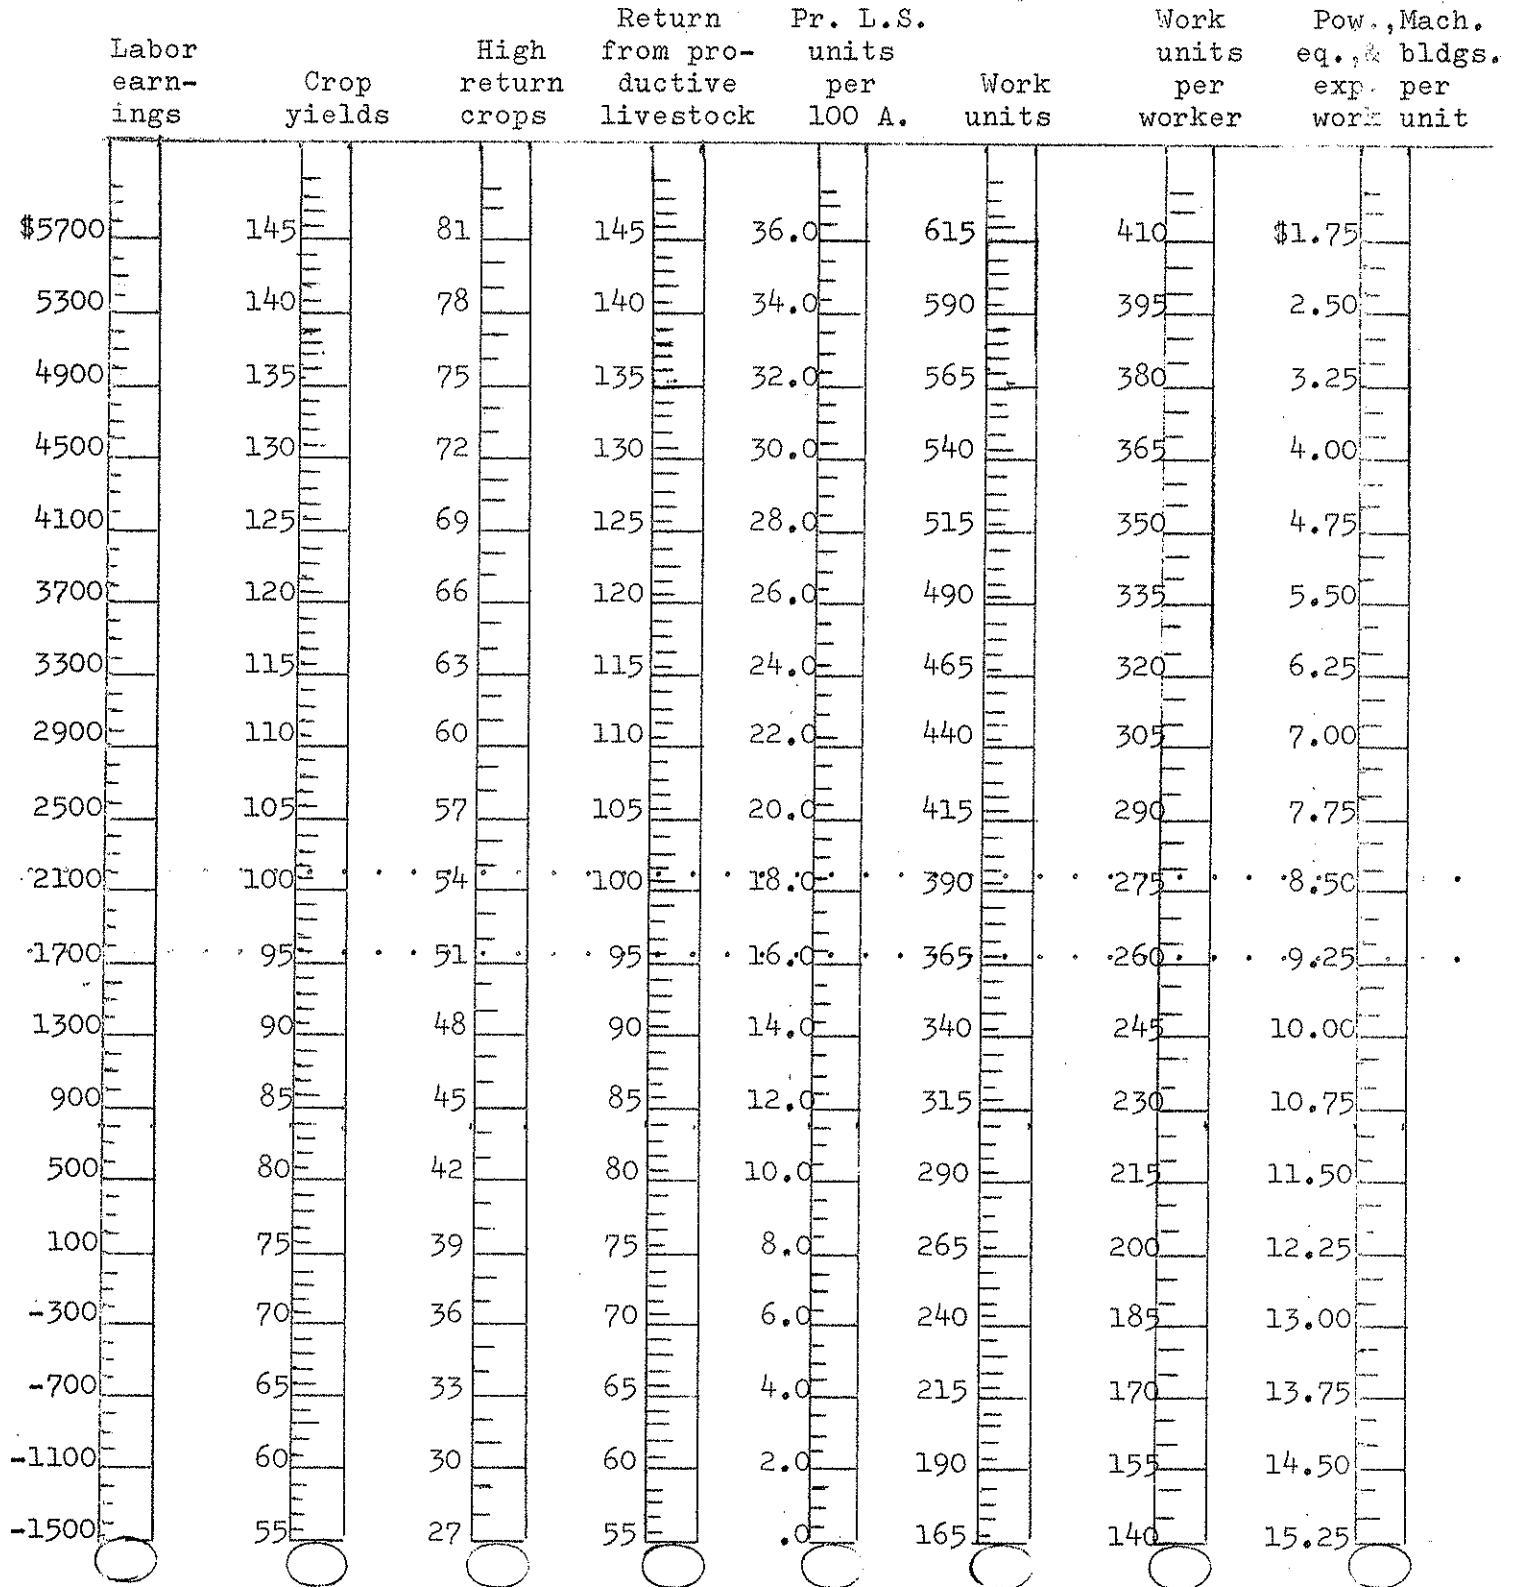 Return Pr. L.S. Work Pow., Mach.
Labor High from pro- units units eq., & bldgs.
earn- Crop return ductive per Work per exp. per
ings yields crops livestock 100 A. units worker work unit
$5700 145 81 145 36.0 615 410 $1.75
5300 140 78 140 34.0 590 395 2.50
4900 135 75 135 32.0 565 380 3.25
4500 130 72 130 30.0 540 365 4.00
4100 125 69 125 28.0 515 350 4.75
3700 120 66 120 26.0 490 335 5.50
3300 115 63 115 24.0 465 320 6.25
2900 110 60 110 22.0 440 305 7.00
2500 105 57 105 20.0 415 290 7.75
2100 100 54 100 18.0 390 275 8.50
1700 95 51 95 16.0 365 260 9.25
1300 90 48 90 14.0 340 245 10.00
900 85 45 85 12.0 315 230 10.75
500 80 42 80 10.0 290 215 11.50
100 75 39 75 8.0 265 200 12.25
-300 70 36 70 6.0 240 185 13.00
-700 65 33 65 4.0 215 170 13.75
-1100 60 30 60 2.0 190 155 14.50
-1500 55 27 55 .0 165 140 15.25